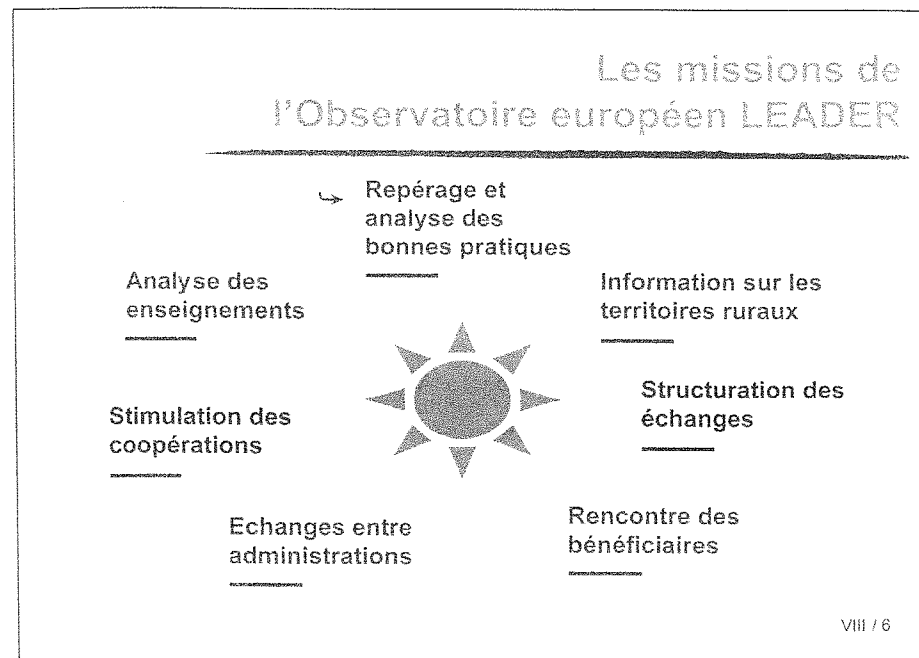 Les missions de
l'Observatoire européen LEADER
Repérage et
analyse des
bonnes pratiques
Information sur les
territoires ruraux
Structuration des
échanges
Rencontre des
bénéficiaires
Echanges entre
administrations
Stimulation des
coopérations
Analyse des
enseignements
VIII / 6